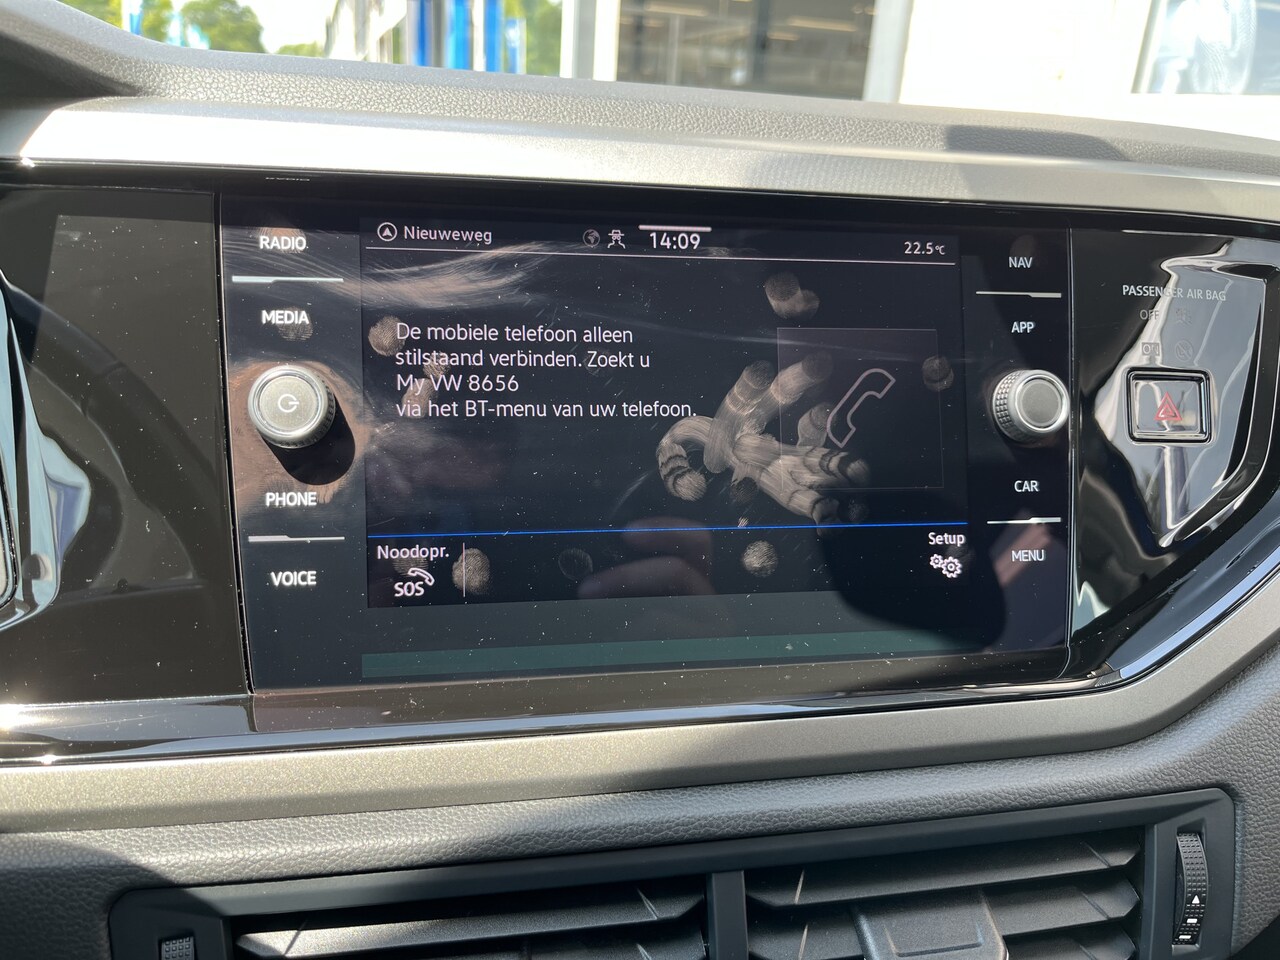 RADIO
MEDIA
PHONE
VOICE
Nieuweweg
14:09
22.5°C
De mobiele telefoon alleen
stilstaand verbinden. Zoekt u
My VW 8656
via het BT-menu van uw telefoon.
Noodopr.
SOS
Setup
NAV
APP
CAR
MENU
PASSENGER AIR BAG
OFF